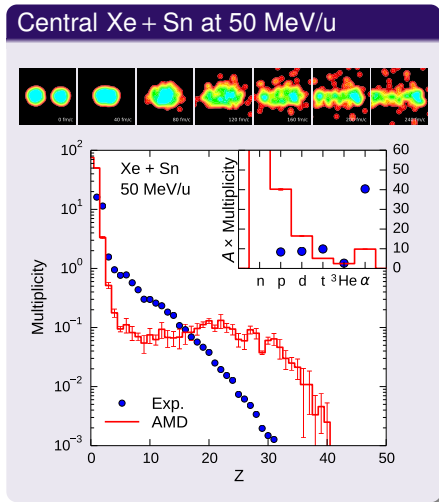 Central Xe + Sn at 50 MeV/u
0 fm/c 40 fm/c 80 fm/c 120 fm/c 160 fm/c 200 fm/c 240 fm/c
Xe + Sn
50 MeV/u
Multiplicity
10² 10¹ 10⁰ 10⁻¹ 10⁻² 10⁻³
A × Multiplicity
60 50 40 30 20 10 0
n p d t ³He α
Exp.
AMD
0 10 20 30 40 50
Z